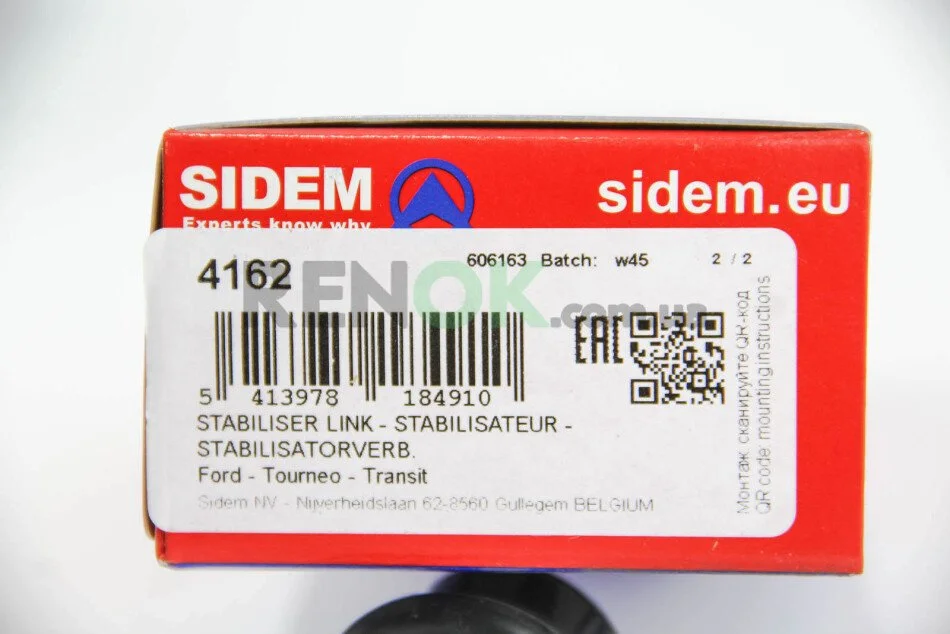 SIDEM
Experts know why
sidem.eu
4162
606163 Batch: w45 2 / 2
RENOK.com.ua
EAC
5 413978 184910
STABILISER LINK - STABILISATEUR -
STABILISATORVERB.
Ford - Tourneo - Transit
Sidem NV - Nijverheidslaan 62-8560 Gullegem BELGIUM
Монтаж: сканируйте QR-код
QR code: mounting instructions